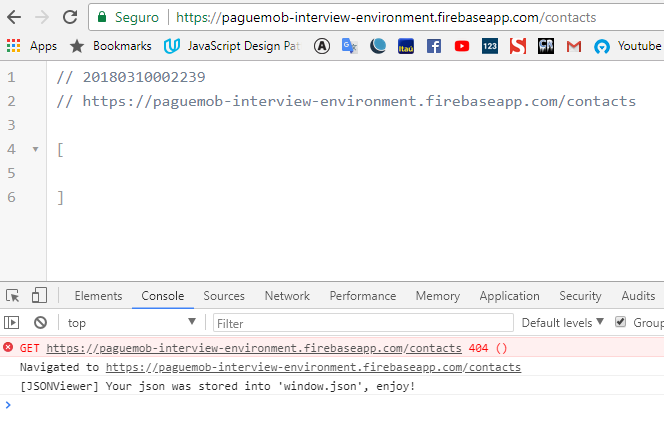 Seguro https://paguemob-interview-environment.firebaseapp.com/contacts
Apps Bookmarks JavaScript Design Pat A Itaú 123 S CR M Youtube
1 // 20180310002239
2 // https://paguemob-interview-environment.firebaseapp.com/contacts
3
4 [
5
6 ]
Elements Console Sources Network Performance Memory Application Security Audits
top Filter Default levels Group
GET https://paguemob-interview-environment.firebaseapp.com/contacts 404 ()
Navigated to https://paguemob-interview-environment.firebaseapp.com/contacts
[JSONViewer] Your json was stored into 'window.json', enjoy!